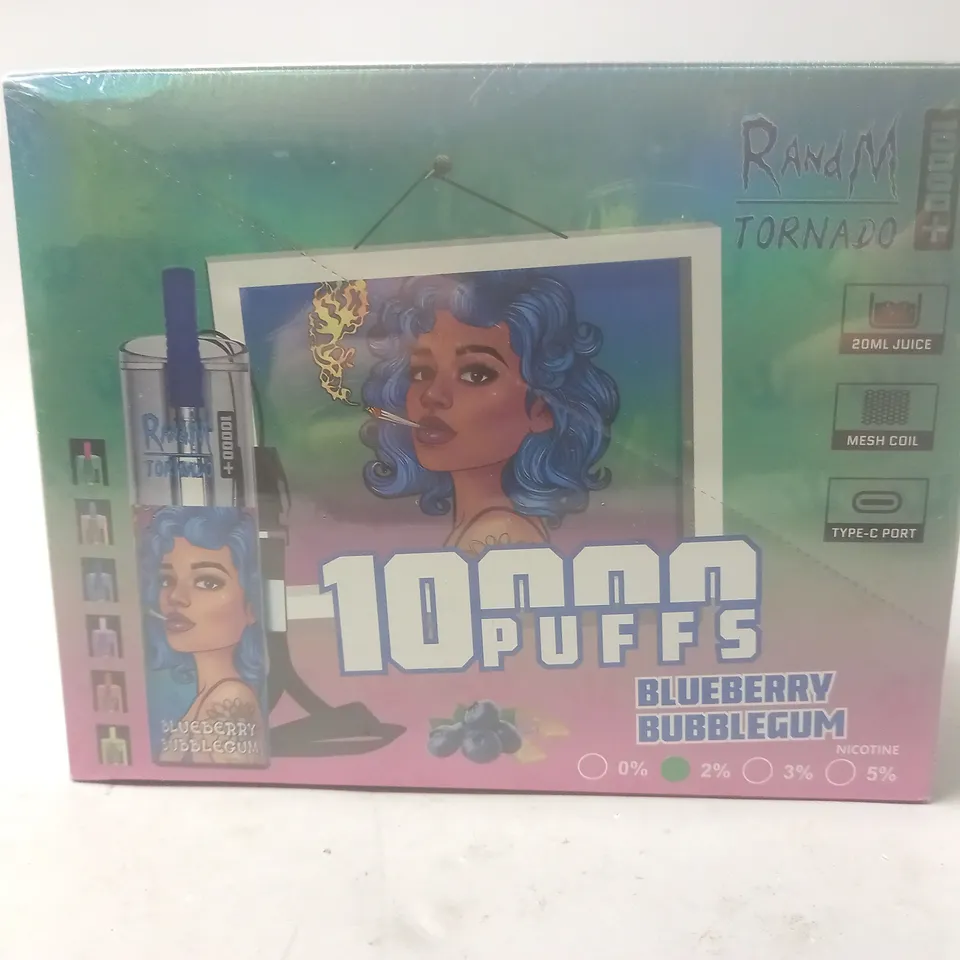 RANDM
TORNADO
10000+
20ML JUICE
MESH COIL
TYPE-C PORT
RANDM
TORNADO
10000+
10000
PUFFS
BLUEBERRY
BUBBLEGUM
BLUEBERRY
BUBBLEGUM
NICOTINE
0% 2% 3% 5%